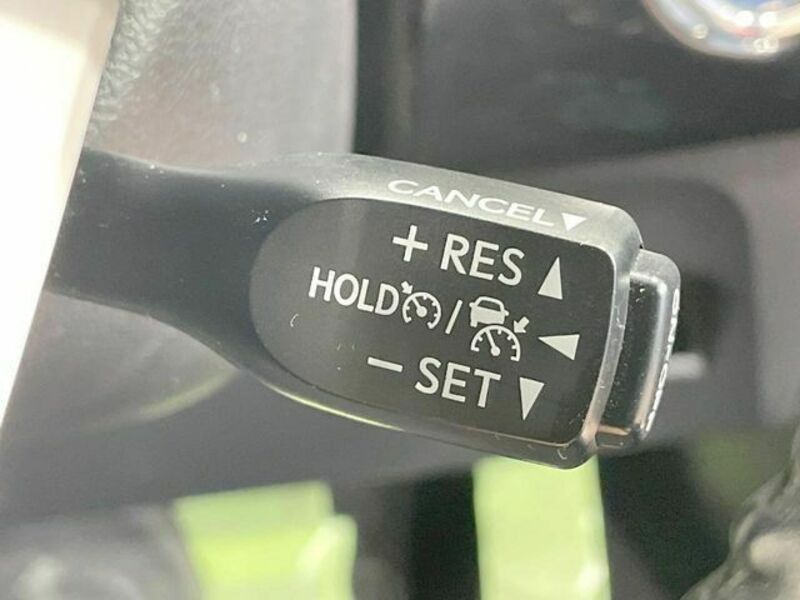 CANCEL▼
+ RES ▲
HOLD / ◀
− SET ▼